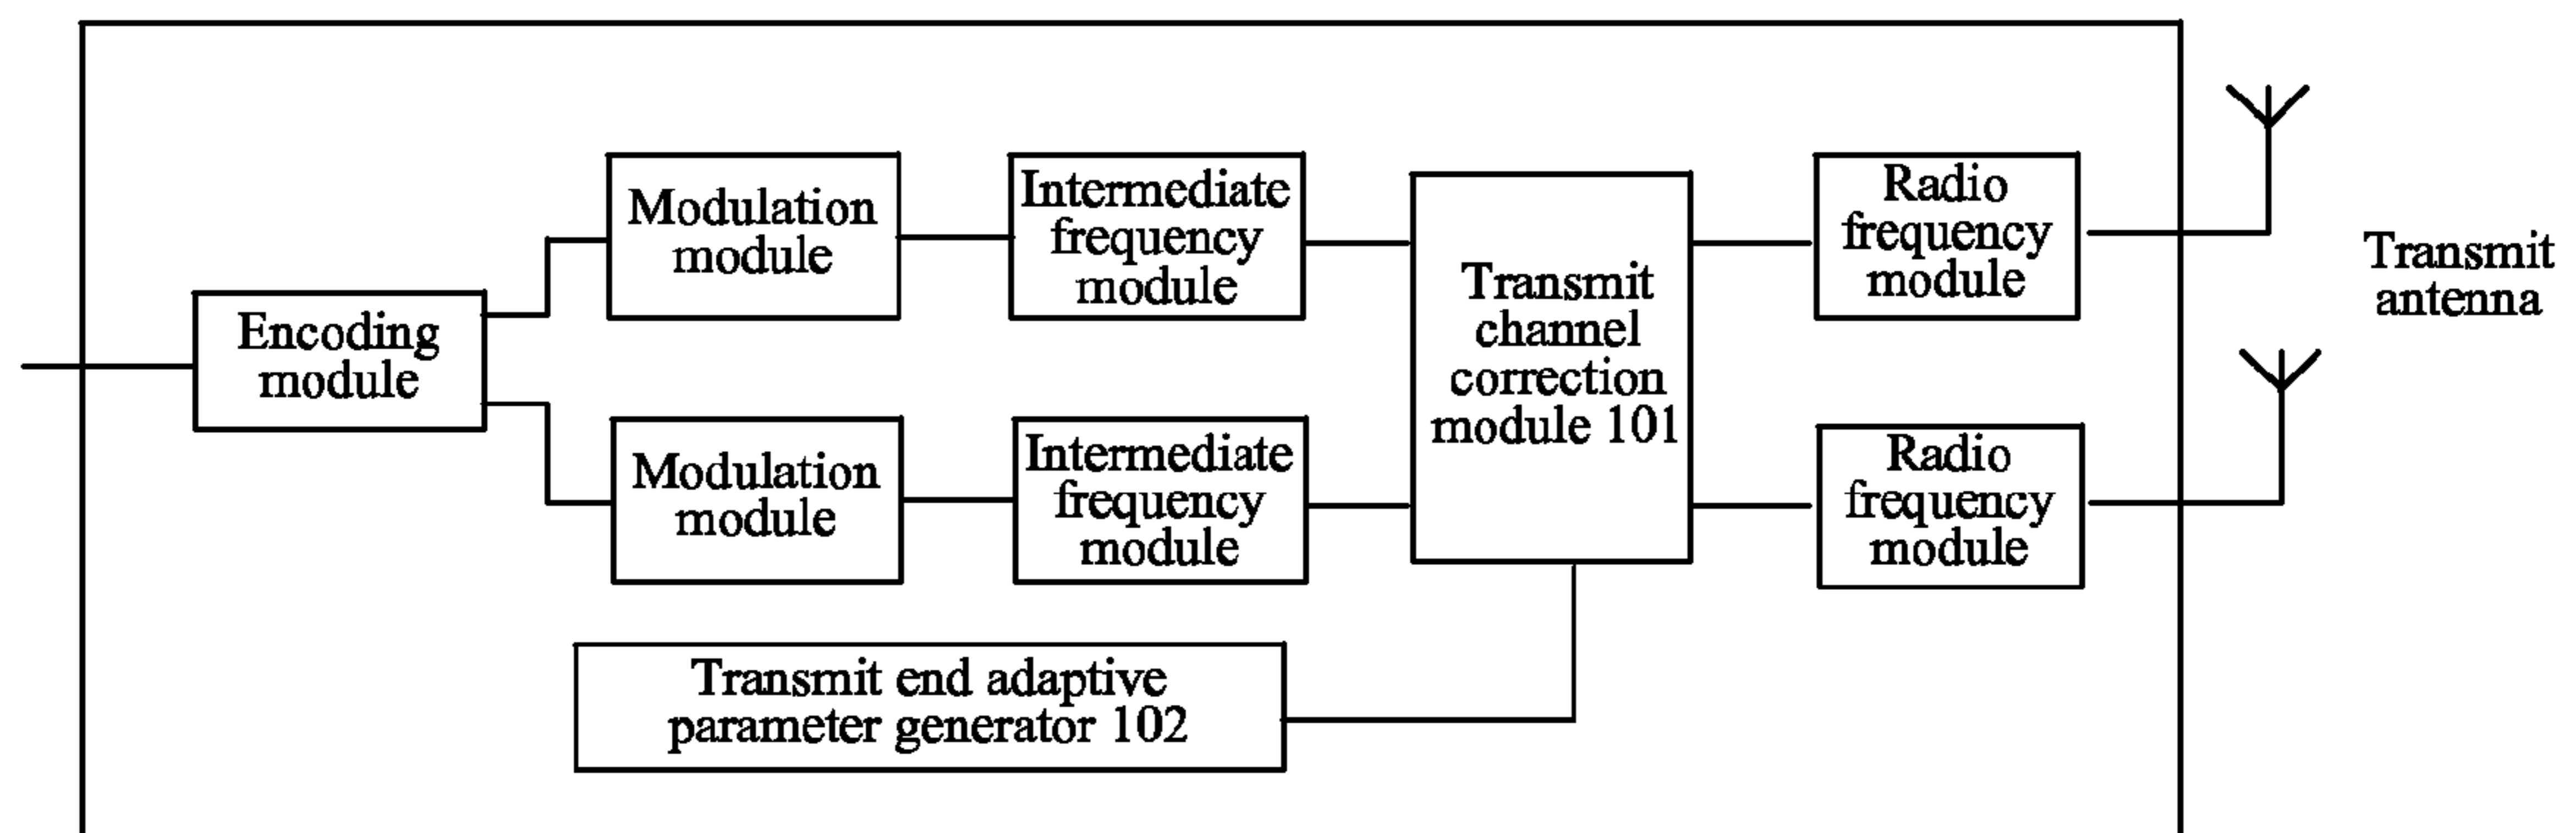 Modulation
module
Intermediate
frequency
module
Radio
frequency
module
Transmit
antenna
Encoding
module
Transmit
channel
correction
module 101
Modulation
module
Intermediate
frequency
module
Radio
frequency
module
Transmit end adaptive
parameter generator 102